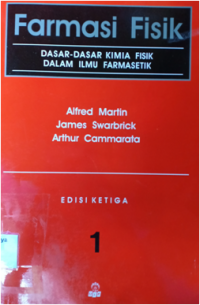 Farmasi Fisik
DASAR-DASAR KIMIA FISIK
DALAM ILMU FARMASETIK
Alfred Martin
James Swarbrick
Arthur Cammarata
EDISI KETIGA
1